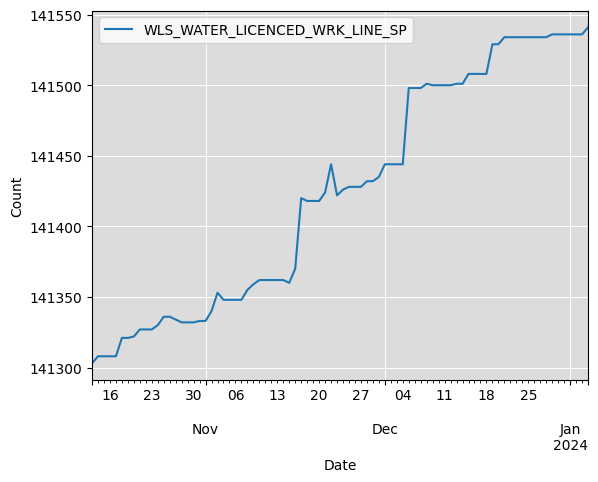 WLS_WATER_LICENCED_WRK_LINE_SP
141550
141500
141450
141400
141350
141300
Count
16 23 30 06 13 20 27 04 11 18 25
Nov Dec Jan
2024
Date